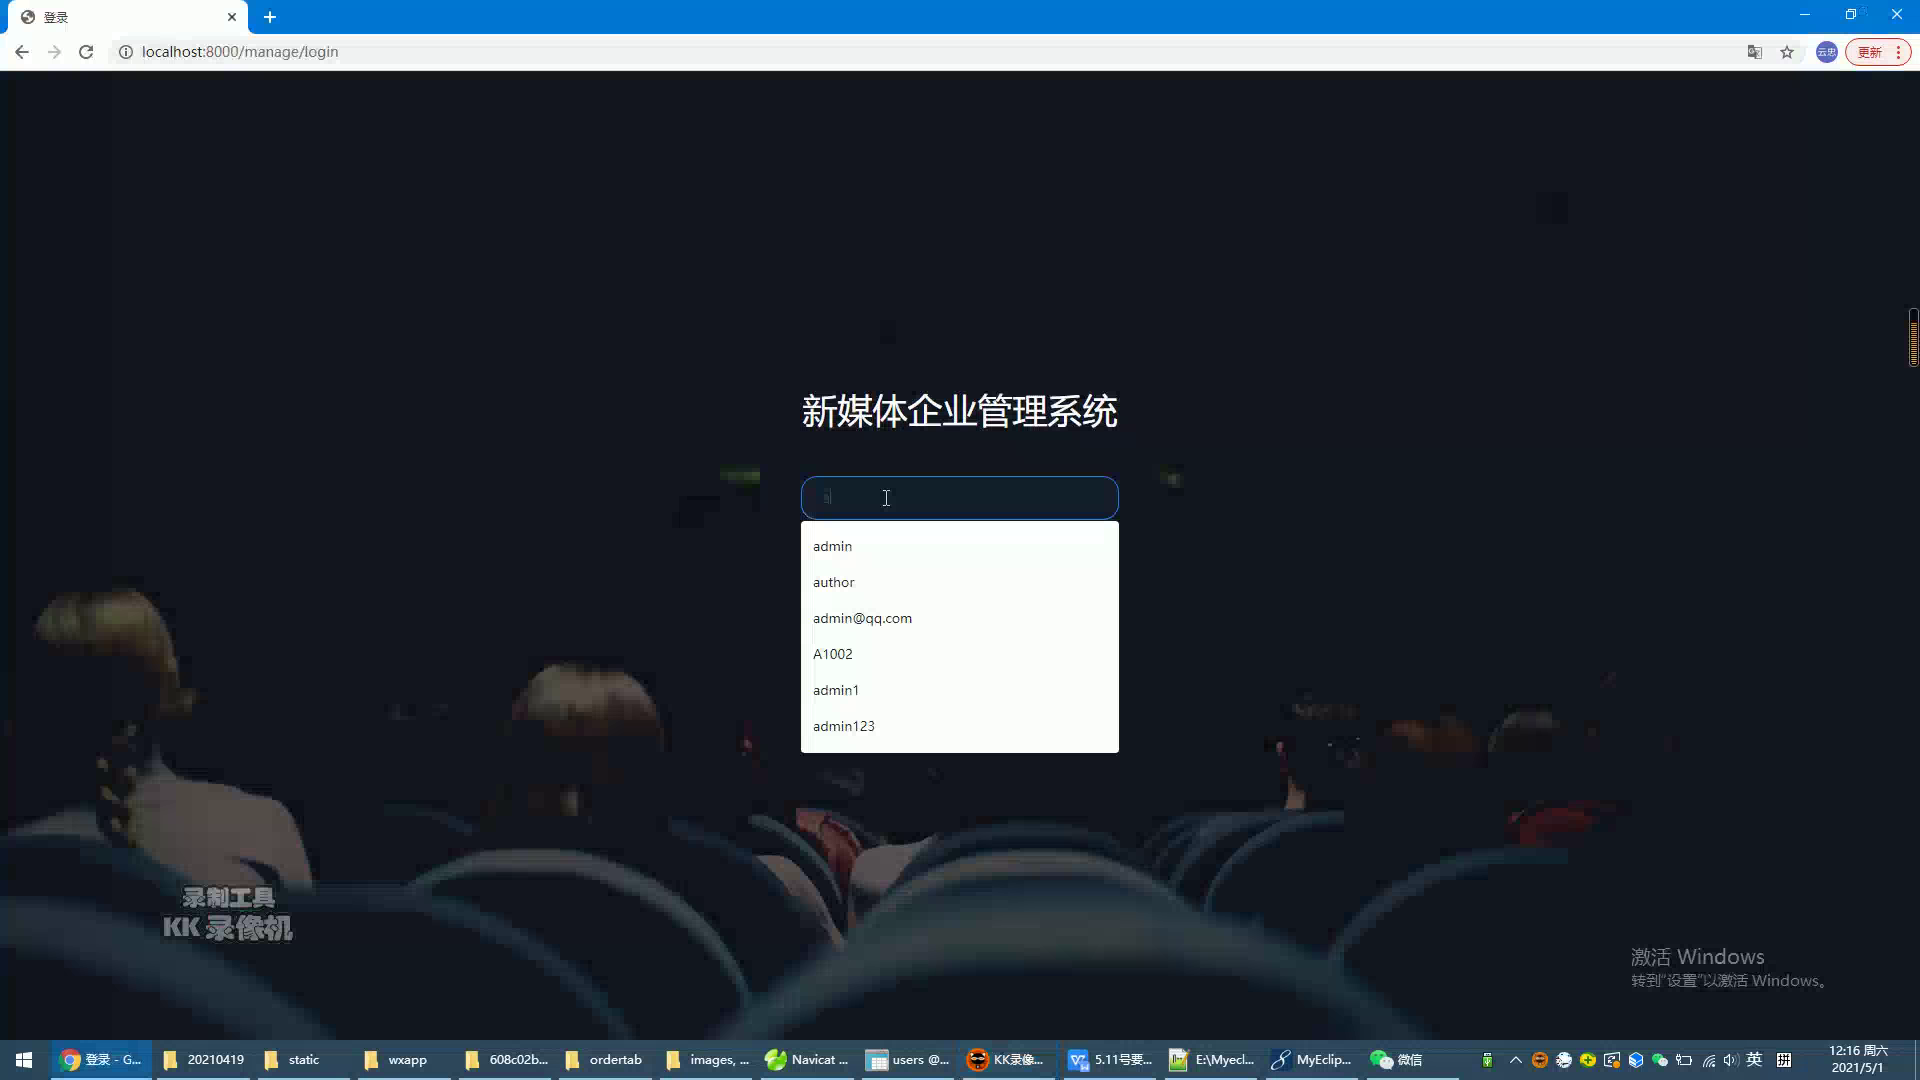 登录
localhost:8000/manage/login
云忠
更新
新媒体企业管理系统
admin
author
admin@qq.com
A1002
admin1
admin123
录制工具
KK 录像机
激活 Windows
转到"设置"以激活 Windows。
登录 - G...
20210419
static
wxapp
608c02b...
ordertab
images, ...
Navicat ...
users @...
KK录像...
5.11号要...
E:\Myecl...
MyEclip...
微信
英
拼
12:16 周六
2021/5/1